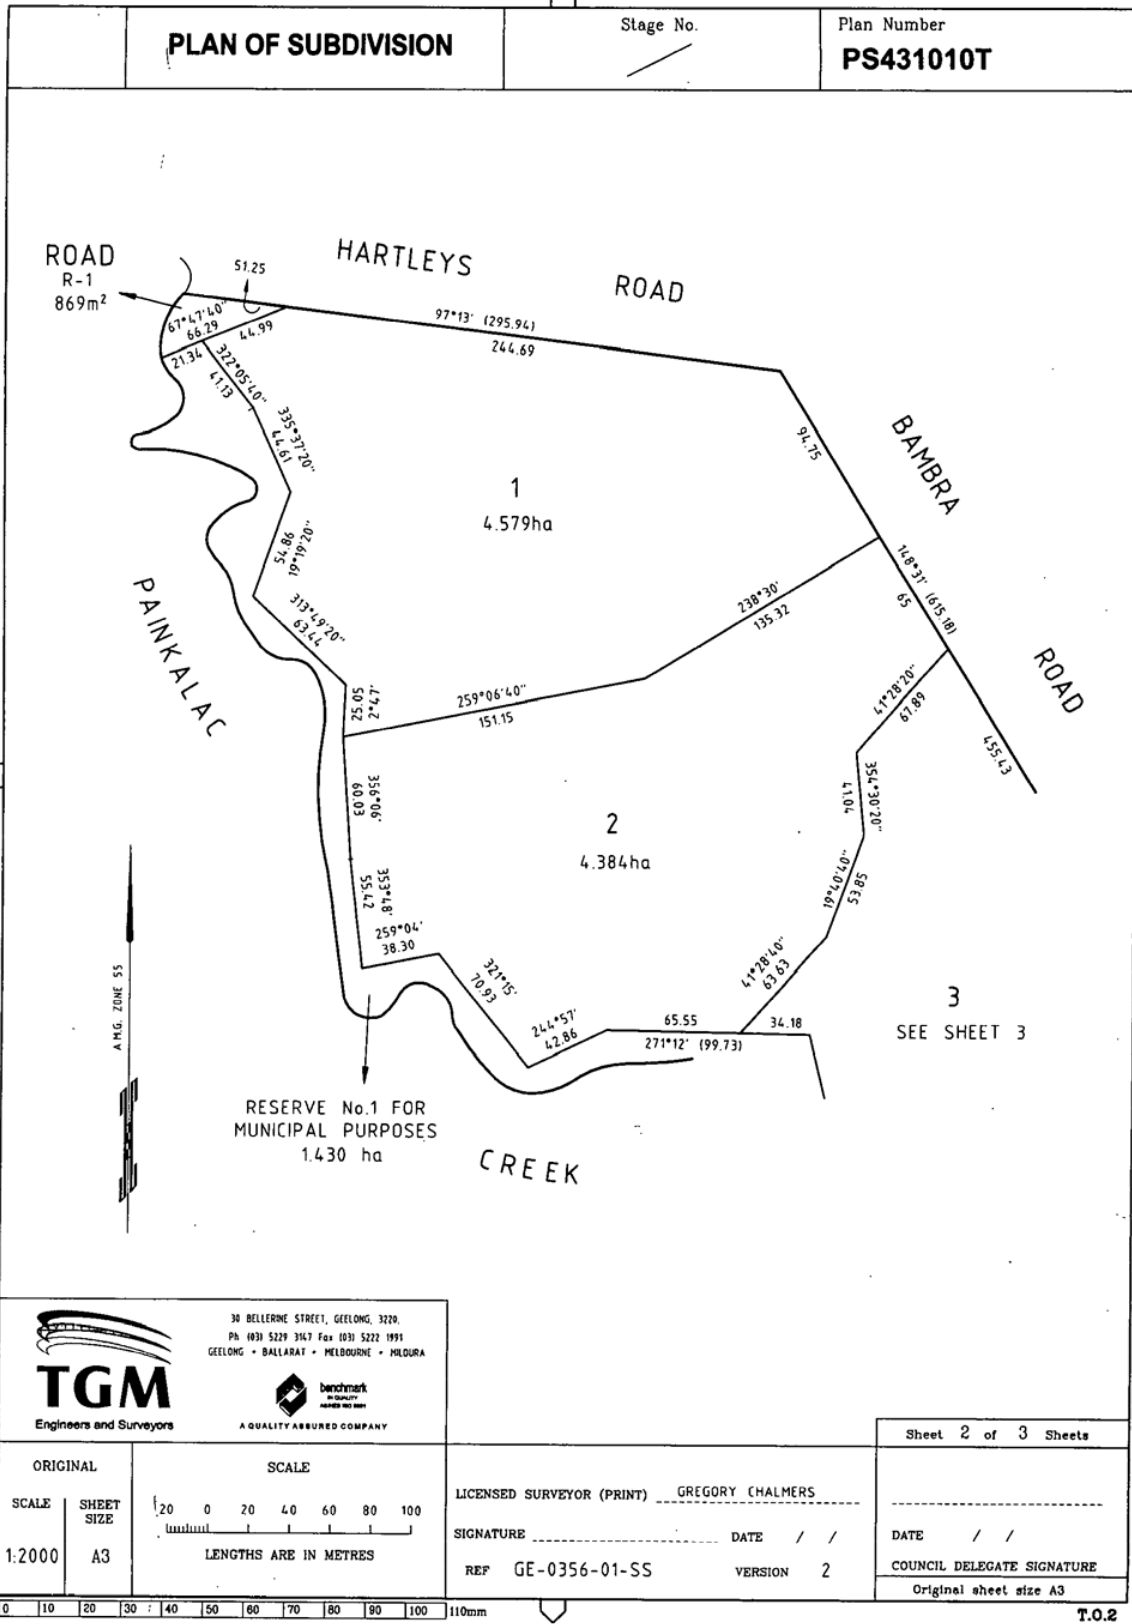 PLAN OF SUBDIVISION
Stage No.
Plan Number
PS431010T
ROAD
R-1
869m²
51.25
HARTLEYS
ROAD
97°13' (295.94)
244.69
67°47'40"
66.29
44.99
21.34
322°05'40"
41.13
335°37'20"
44.61
94.75
BAMBRA
ROAD
1
4.579ha
54.86
19°19'20"
313°49'20"
63.44
238°30'
135.32
148°31' (615.18)
65
PAINKALAC
25.05
2°47'
259°06'40"
151.15
41°28'20"
67.89
455.43
356°06'
60.03
354°30'20"
41.04
2
4.384ha
353°48'
55.42
19°40'40"
53.85
259°04'
38.30
321°15'
70.93
41°28'40"
63.63
244°57'
42.86
65.55
34.18
271°12' (99.73)
3
SEE SHEET 3
A.M.G. ZONE 55
RESERVE No.1 FOR
MUNICIPAL PURPOSES
1.430 ha
CREEK
30 BELLERINE STREET, GEELONG, 3220.
Ph (03) 5229 3147 Fax (03) 5222 1991
GEELONG • BALLARAT • MELBOURNE • MILDURA
TGM
Engineers and Surveyors
benchmark
IN QUALITY
A QUALITY ASSURED COMPANY
Sheet 2 of 3 Sheets
ORIGINAL
SCALE
SHEET
SIZE
1:2000
A3
SCALE
20 0 20 40 60 80 100
LENGTHS ARE IN METRES
LICENSED SURVEYOR (PRINT) GREGORY CHALMERS
SIGNATURE DATE / /
REF GE-0356-01-SS VERSION 2
DATE / /
COUNCIL DELEGATE SIGNATURE
Original sheet size A3
0 10 20 30 40 50 60 70 80 90 100 110mm
T.O.2